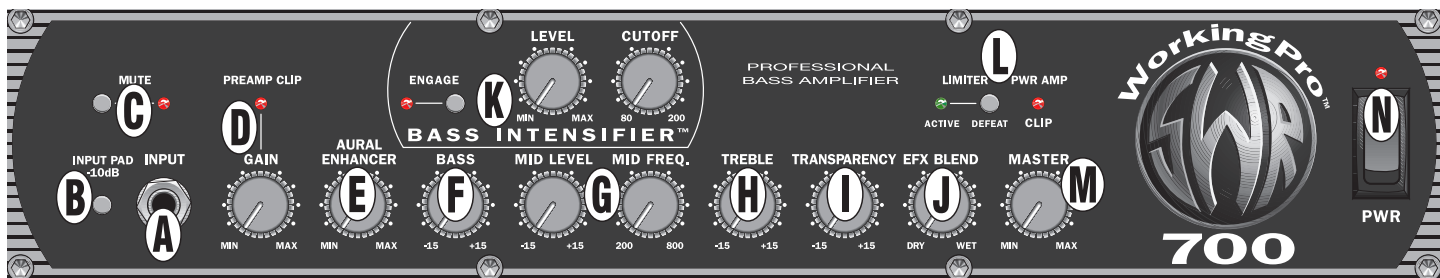 LEVEL CUTOFF
WorkingPro™
PROFESSIONAL
BASS AMPLIFIER
MUTE PREAMP CLIP ENGAGE LIMITER L PWR AMP
C D K N
MIN MAX 80 200
ACTIVE DEFEAT CLIP
BASS INTENSIFIER™
INPUT PAD
-10dB
INPUT GAIN AURAL
ENHANCER BASS MID LEVEL MID FREQ. TREBLE TRANSPARENCY EFX BLEND MASTER
SWR
B A E F G H I J M
MIN MAX MIN MAX -15 +15 -15 +15 200 800 -15 +15 -15 +15 DRY WET MIN MAX
PWR
700